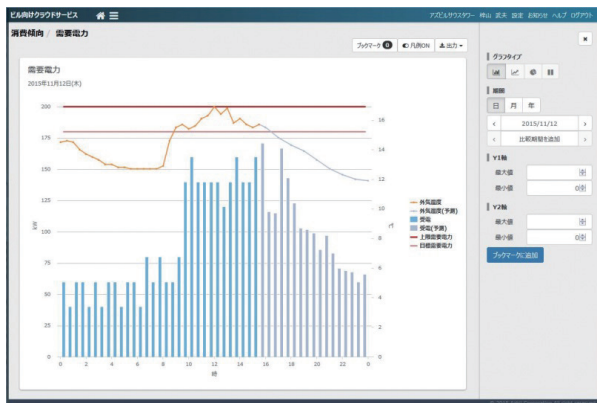 ビル向けクラウドサービス
アズビルサウスタワー 設定 お知らせ ヘルプ ログアウト
消費傾向 / 需要電力
ブックマーク 0 凡例ON 出力
需要電力
2015年11月12日(木)
グラフタイプ
期間
日 月 年
< 2015/11/12 >
< 比較期間を追加 >
Y1軸
最大値
最小値 0
Y2軸
最大値
最小値 0
ブックマークに追加
kW
200
175
150
125
100
75
50
25
0
16
14
12
10
8
6
4
2
0
外気温度
外気温度(予測)
受電
受電(予測)
上限需要電力
目標需要電力
0 2 4 6 8 10 12 14 16 18 20 22 0
時